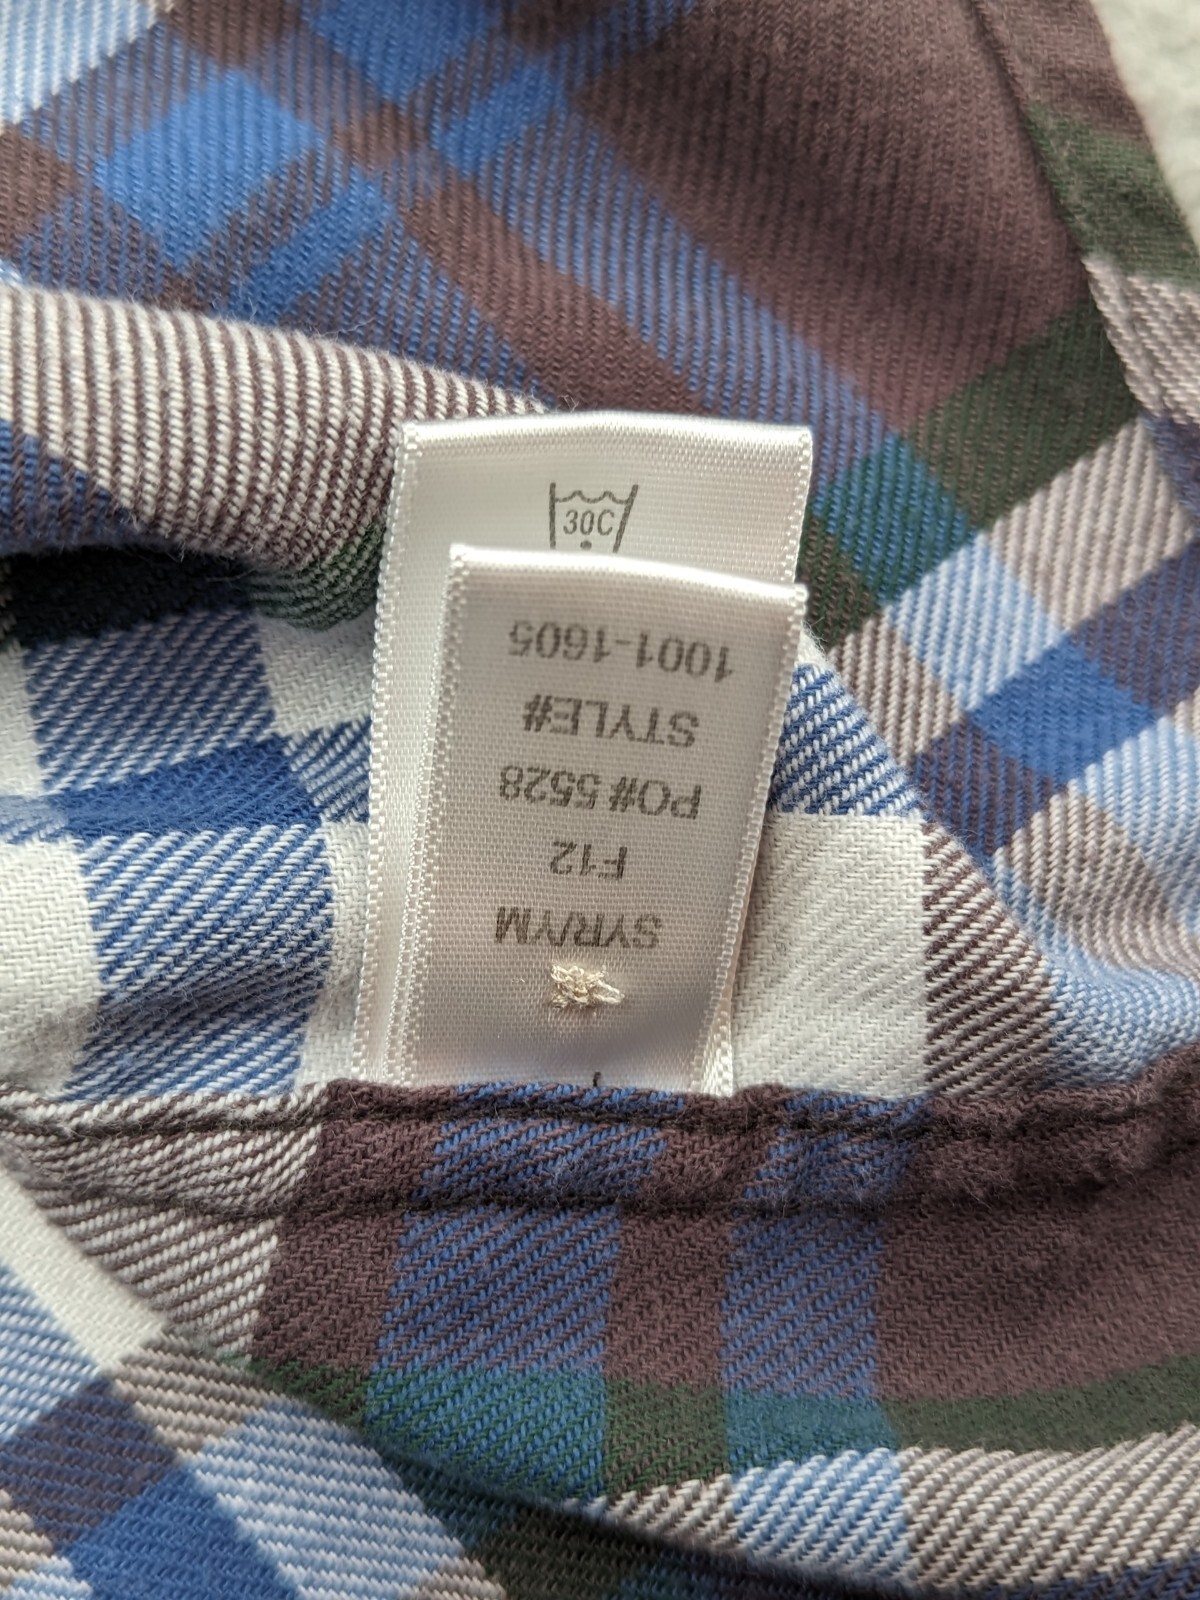 30C
SYR/YM
F12
PO# 5528
STYLE#
1001-1605